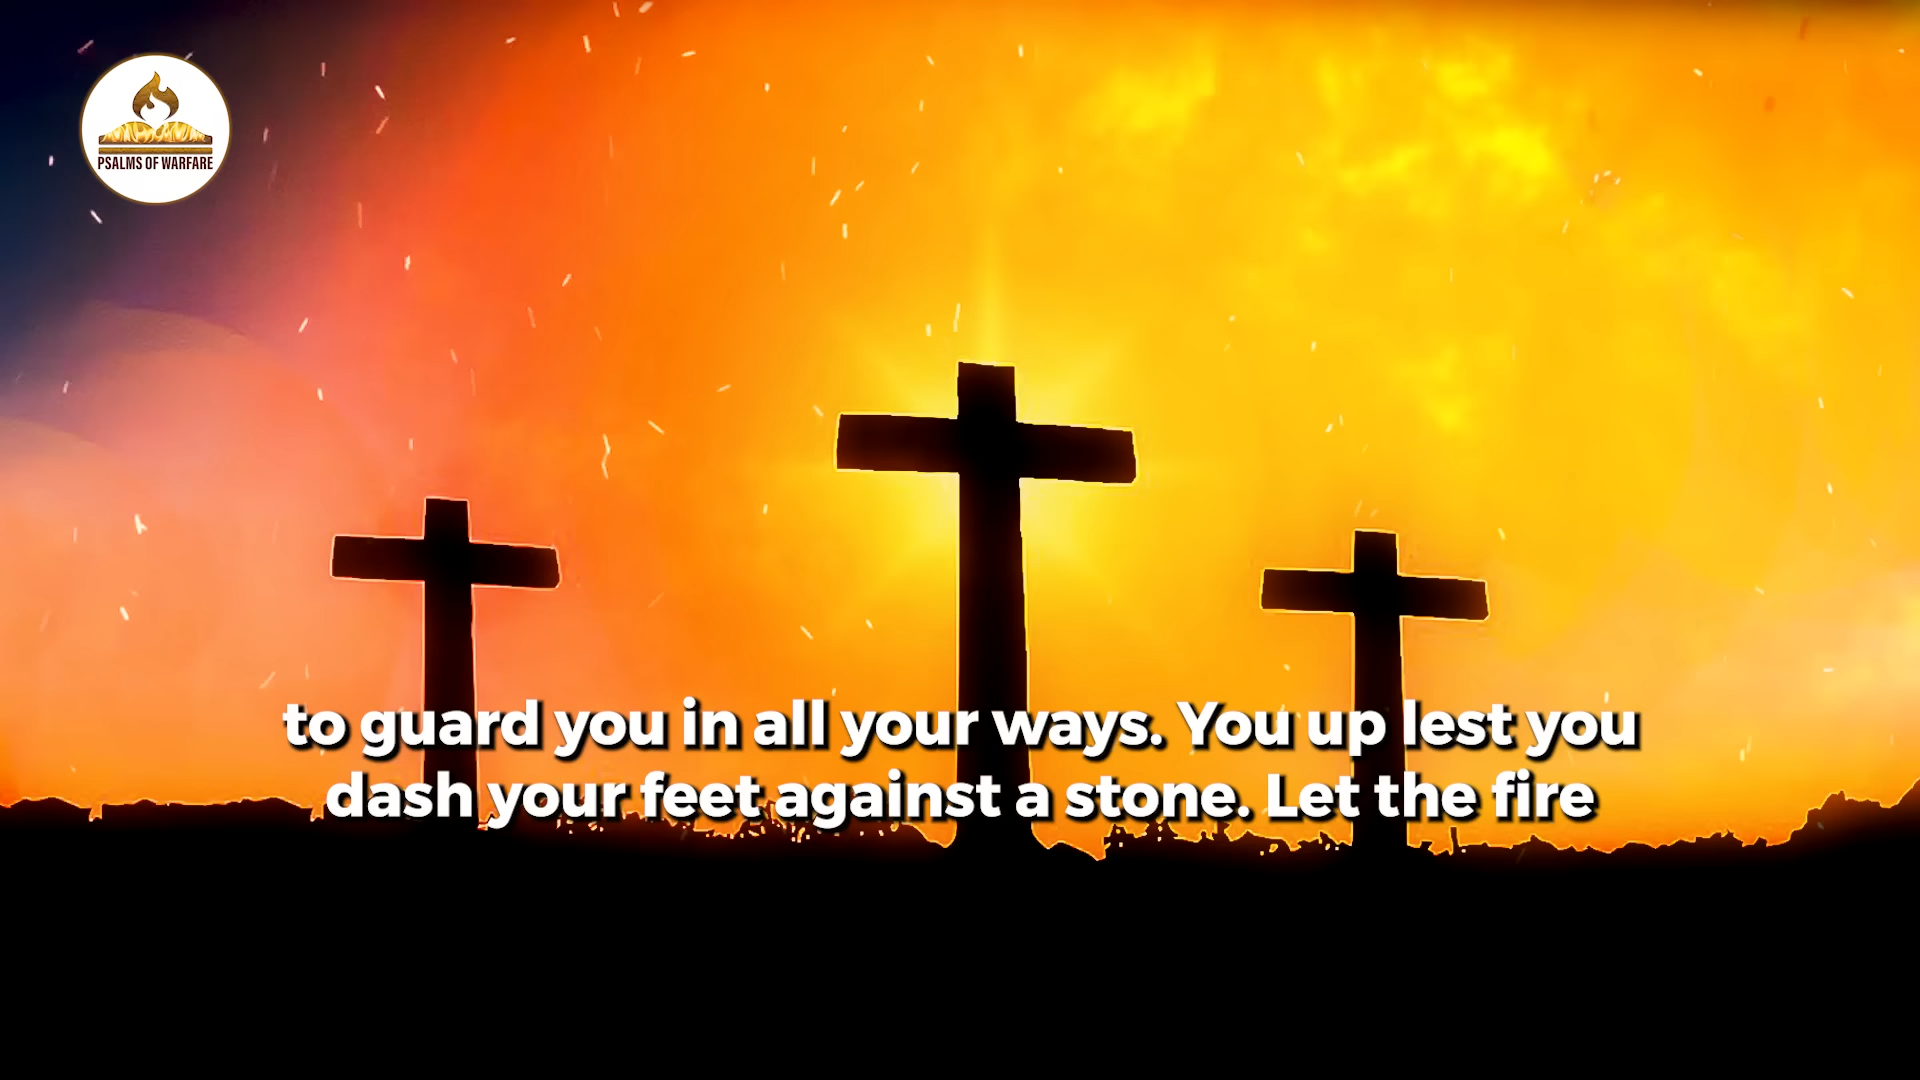 PSALMS OF WARFARE
to guard you in all your ways. You up lest you
dash your feet against a stone. Let the fire